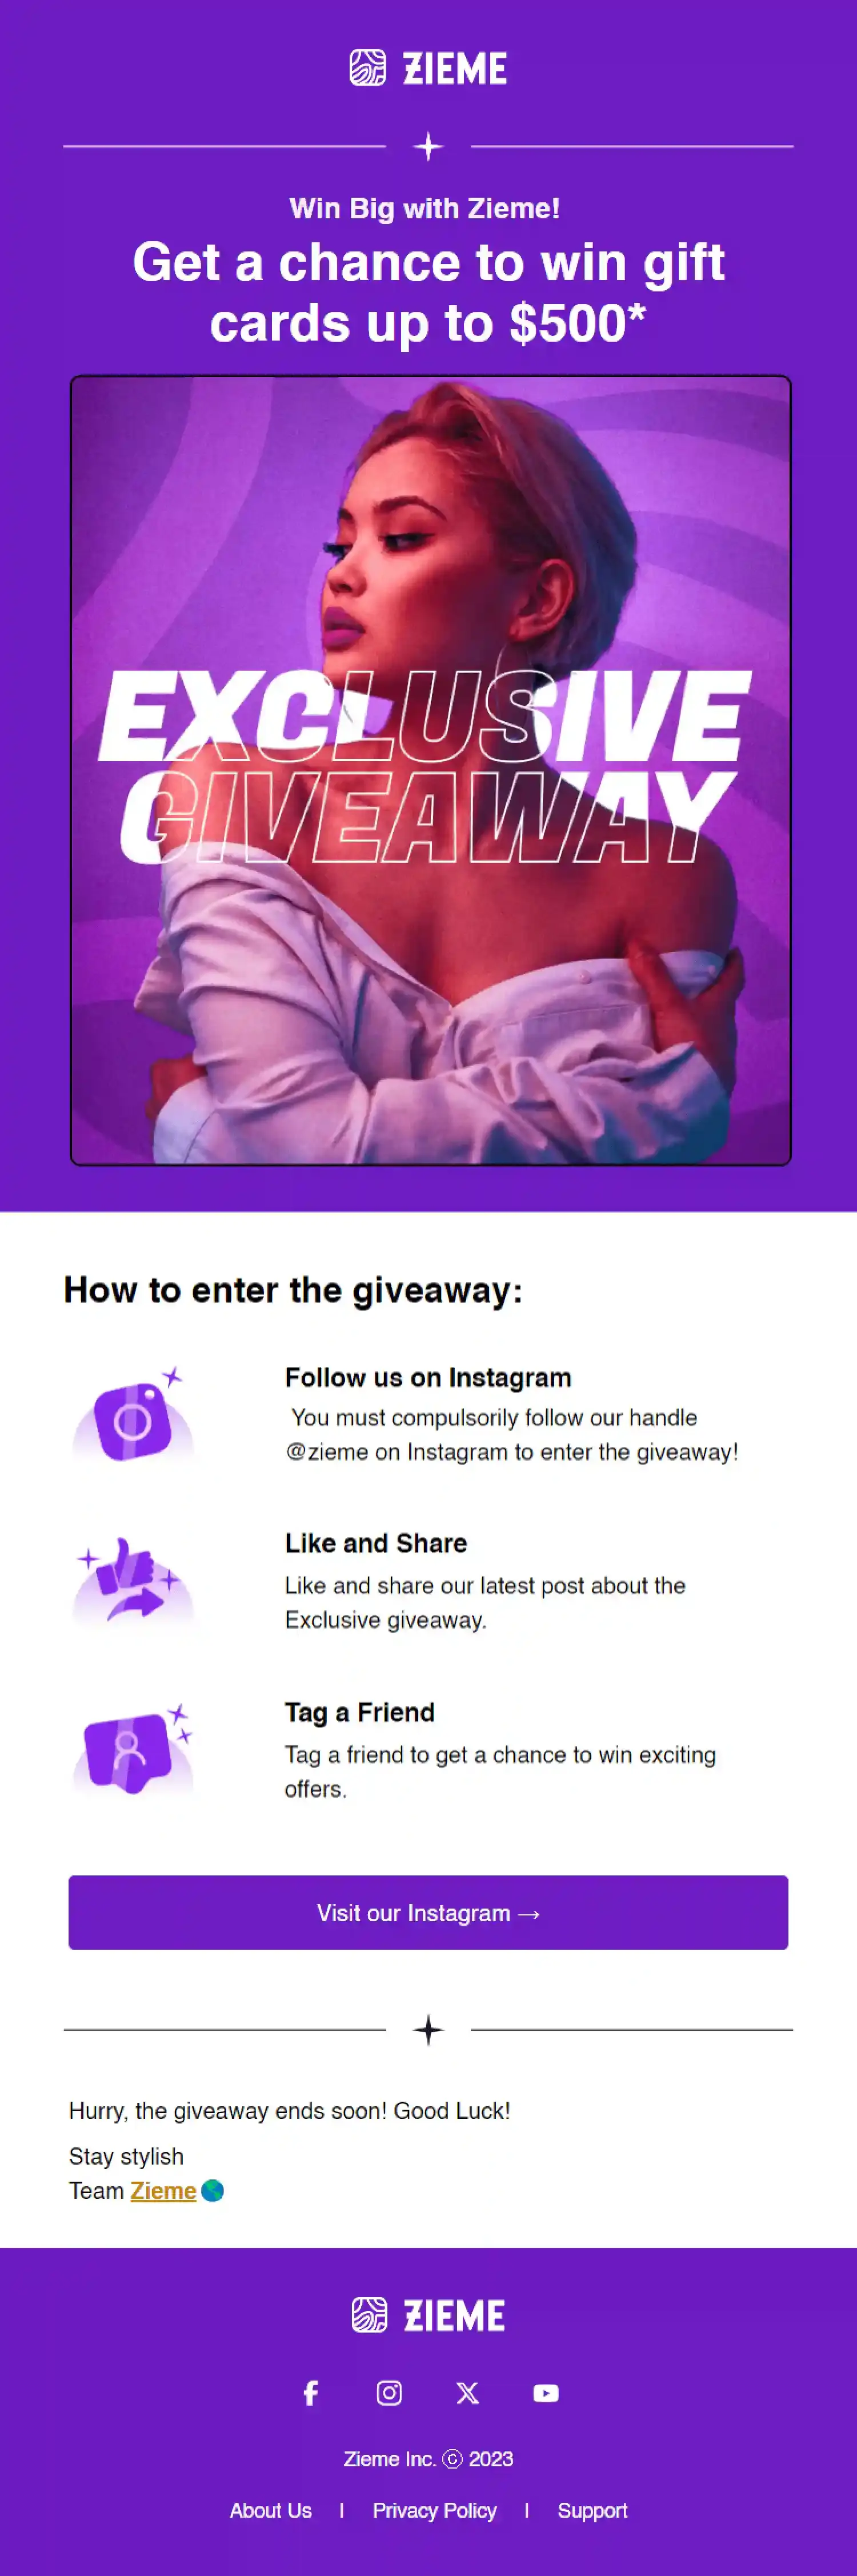 ZIEME
Win Big with Zieme!
Get a chance to win gift
cards up to $500*
EXCLUSIVE
GIVEAWAY
How to enter the giveaway:
Follow us on Instagram
You must compulsorily follow our handle
@zieme on Instagram to enter the giveaway!
Like and Share
Like and share our latest post about the
Exclusive giveaway.
Tag a Friend
Tag a friend to get a chance to win exciting
offers.
Visit our Instagram →
Hurry, the giveaway ends soon! Good Luck!
Stay stylish
Team Zieme 🌎
ZIEME
Zieme Inc. © 2023
About Us | Privacy Policy | Support